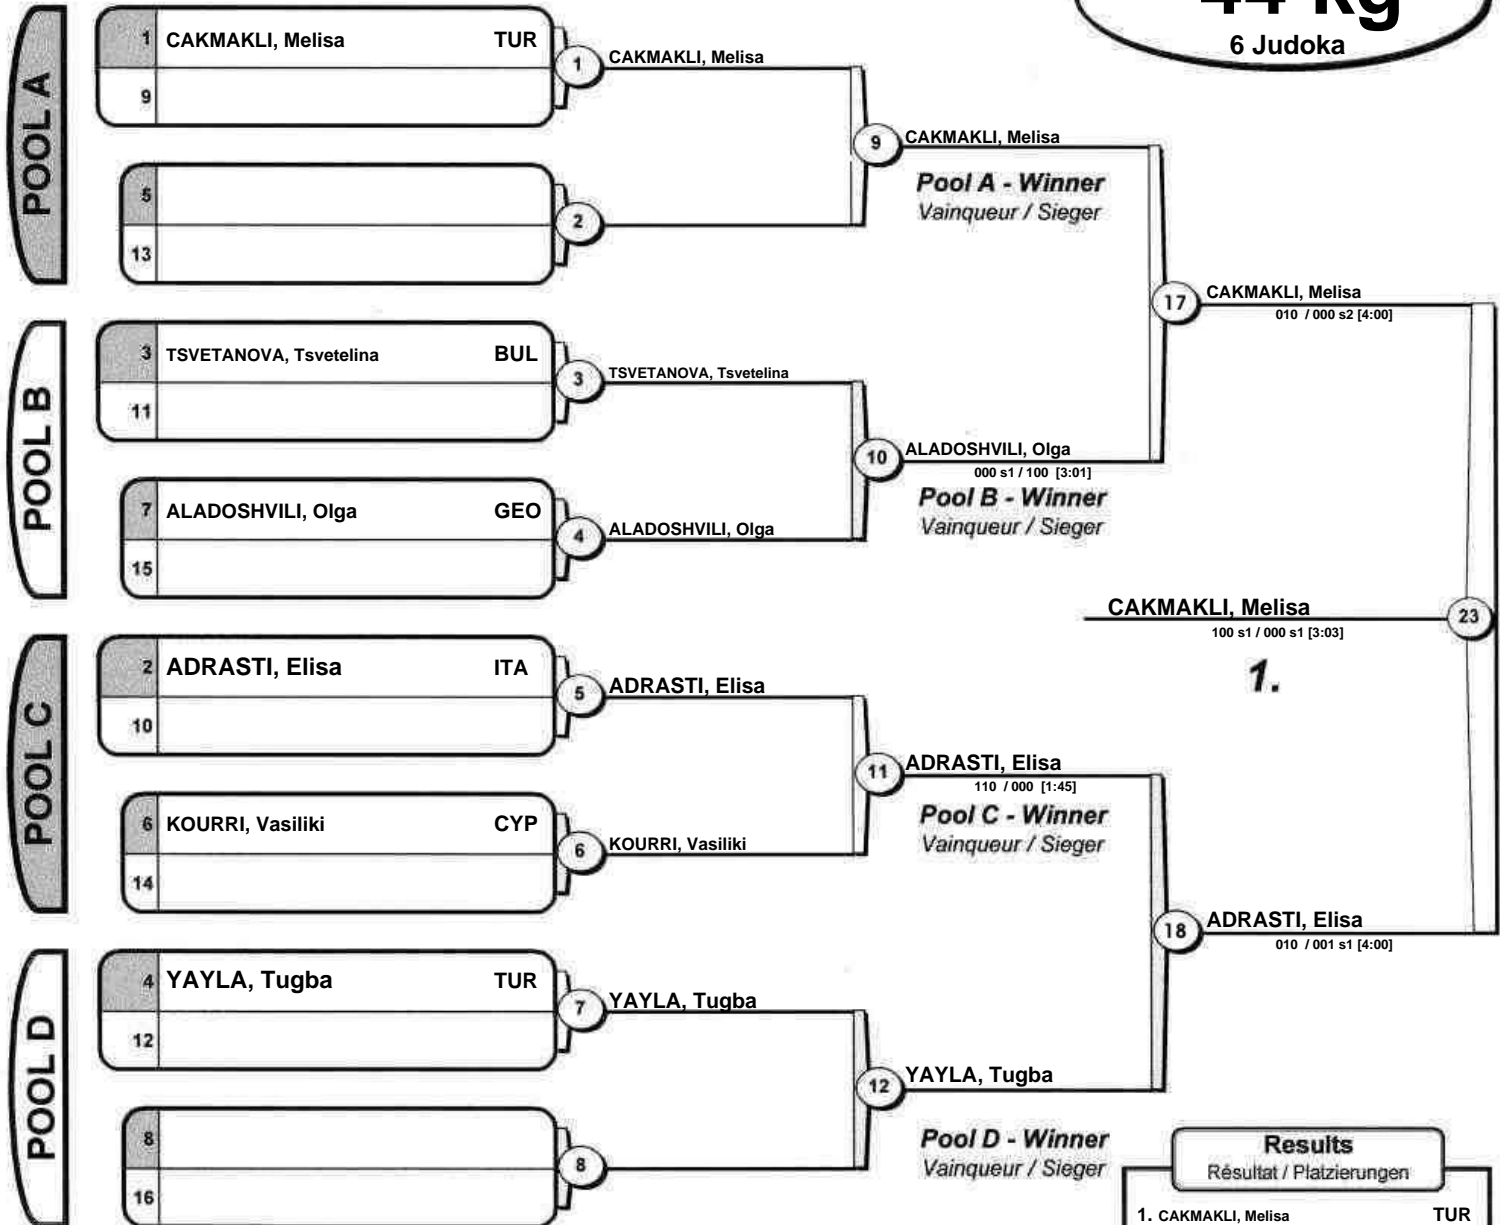 44 kg
6 Judoka
POOL A
1 CAKMAKLI, Melisa TUR
9
1 CAKMAKLI, Melisa
5
13
2
9 CAKMAKLI, Melisa
Pool A - Winner
Vainqueur / Sieger
POOL B
3 TSVETANOVA, Tsvetelina BUL
11
3 TSVETANOVA, Tsvetelina
7 ALADOSHVILI, Olga GEO
15
4 ALADOSHVILI, Olga
10 ALADOSHVILI, Olga
000 s1 / 100 [3:01]
Pool B - Winner
Vainqueur / Sieger
17 CAKMAKLI, Melisa
010 / 000 s2 [4:00]
CAKMAKLI, Melisa 23
100 s1 / 000 s1 [3:03]
1.
POOL C
2 ADRASTI, Elisa ITA
10
5 ADRASTI, Elisa
6 KOURRI, Vasiliki CYP
14
6 KOURRI, Vasiliki
11 ADRASTI, Elisa
110 / 000 [1:45]
Pool C - Winner
Vainqueur / Sieger
18 ADRASTI, Elisa
010 / 001 s1 [4:00]
POOL D
4 YAYLA, Tugba TUR
12
7 YAYLA, Tugba
8
16
8
12 YAYLA, Tugba
Pool D - Winner
Vainqueur / Sieger
Results
Résultat / Platzierungen
1. CAKMAKLI, Melisa TUR